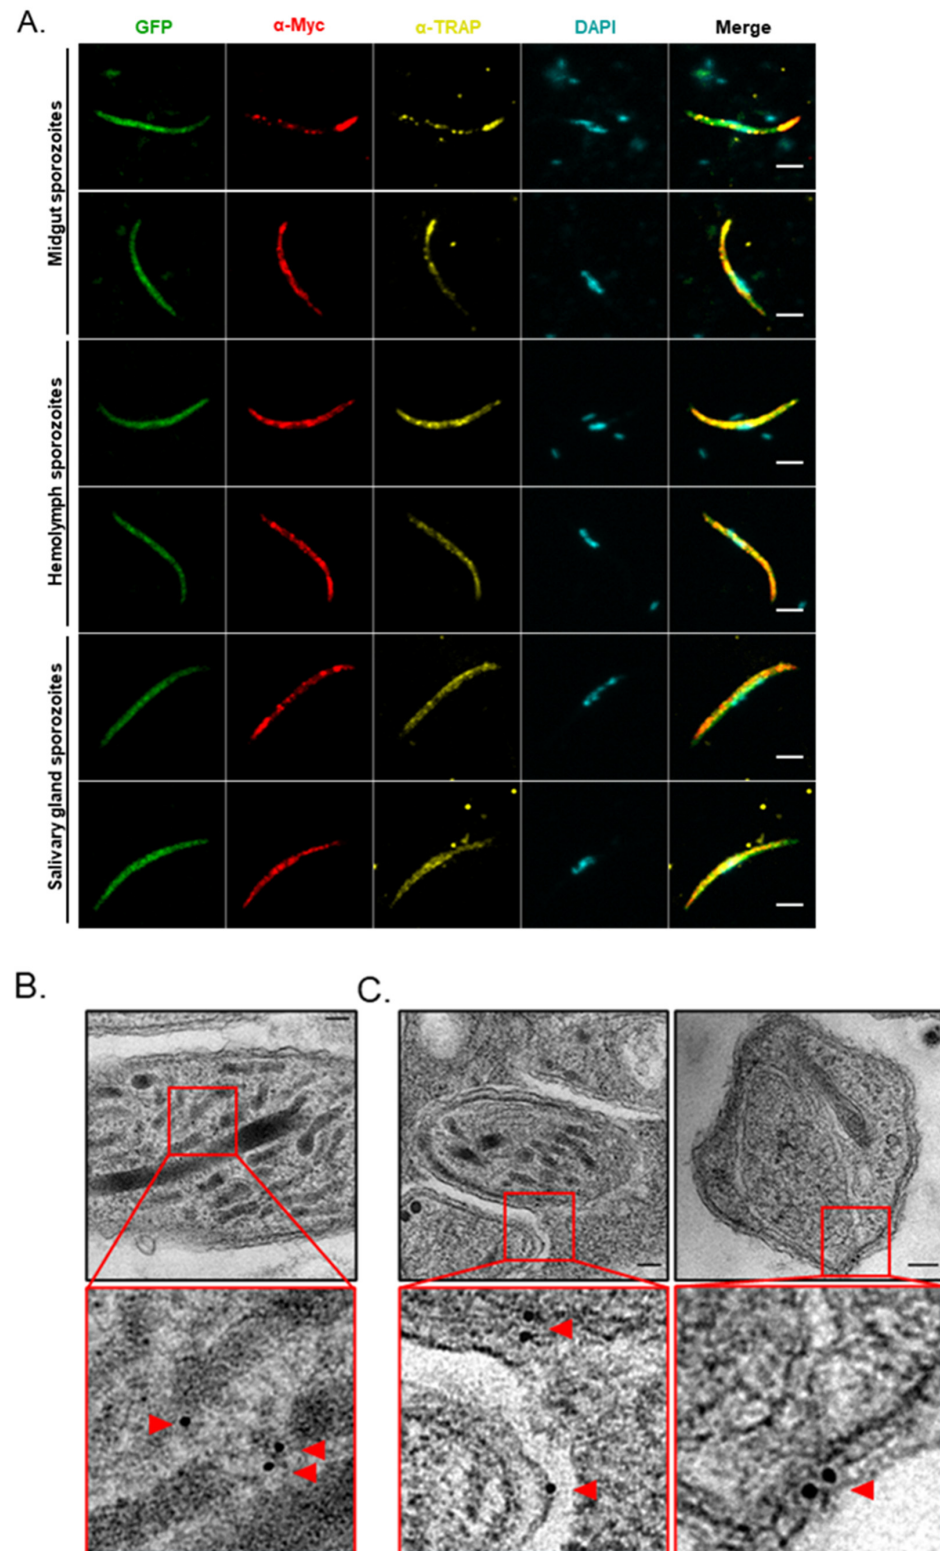 A.
GFP α-Myc α-TRAP DAPI Merge
Midgut sporozoites
Hemolymph sporozoites
Salivary gland sporozoites
B. C.